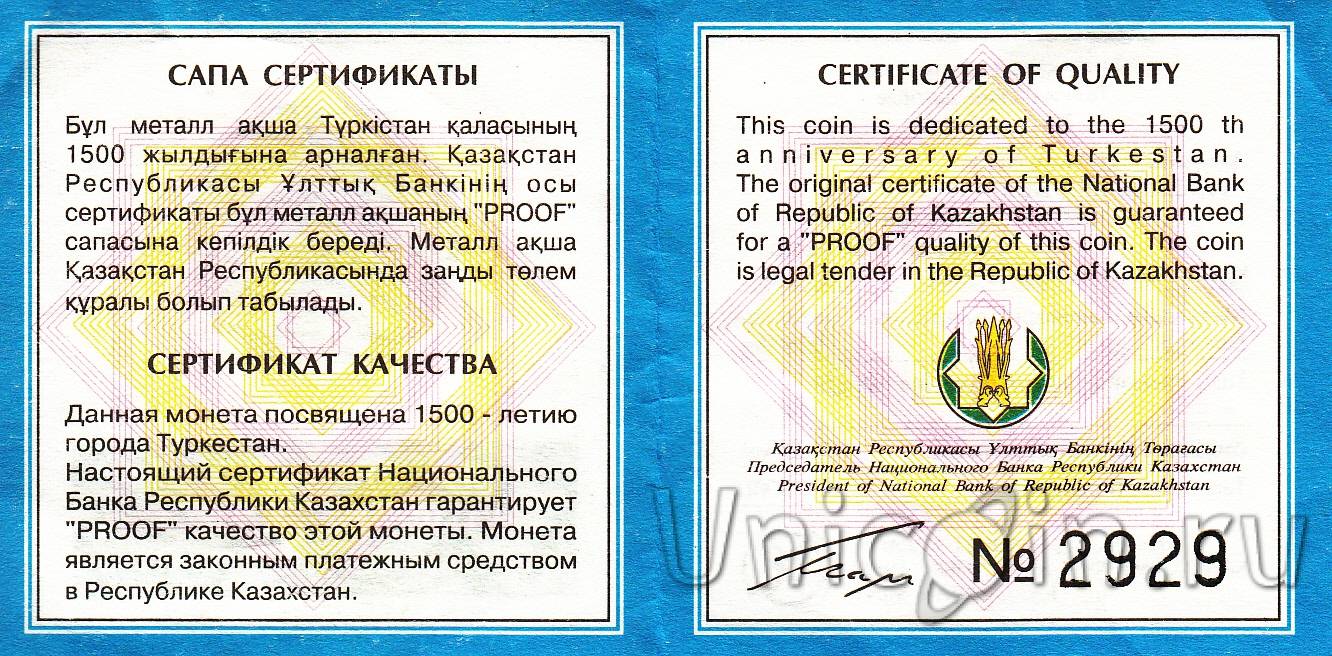 САПА СЕРТИФИКАТЫ
Бұл металл ақша Түркістан қаласының
1500 жылдығына арналған. Қазақстан
Республикасы Ұлттық Банкінің осы
сертификаты бұл металл ақшаның "PROOF"
сапасына кепілдік береді. Металл ақша
Қазақстан Республикасында заңды төлем
құралы болып табылады.
СЕРТИФИКАТ КАЧЕСТВА
Данная монета посвящена 1500 - летию
города Туркестан.
Настоящий сертификат Национального
Банка Республики Казахстан гарантирует
"PROOF" качество этой монеты. Монета
является законным платежным средством
в Республике Казахстан.
CERTIFICATE OF QUALITY
This coin is dedicated to the 1500 th
anniversary of Turkestan.
The original certificate of the National Bank
of Republic of Kazakhstan is guaranteed
for a "PROOF" quality of this coin. The coin
is legal tender in the Republic of Kazakhstan.
Қазақстан Республикасы Ұлттық Банкінің Төрағасы
Председатель Национального Банка Республики Казахстан
President of National Bank of Republic of Kazakhstan
№ 2929
Unicoin.ru